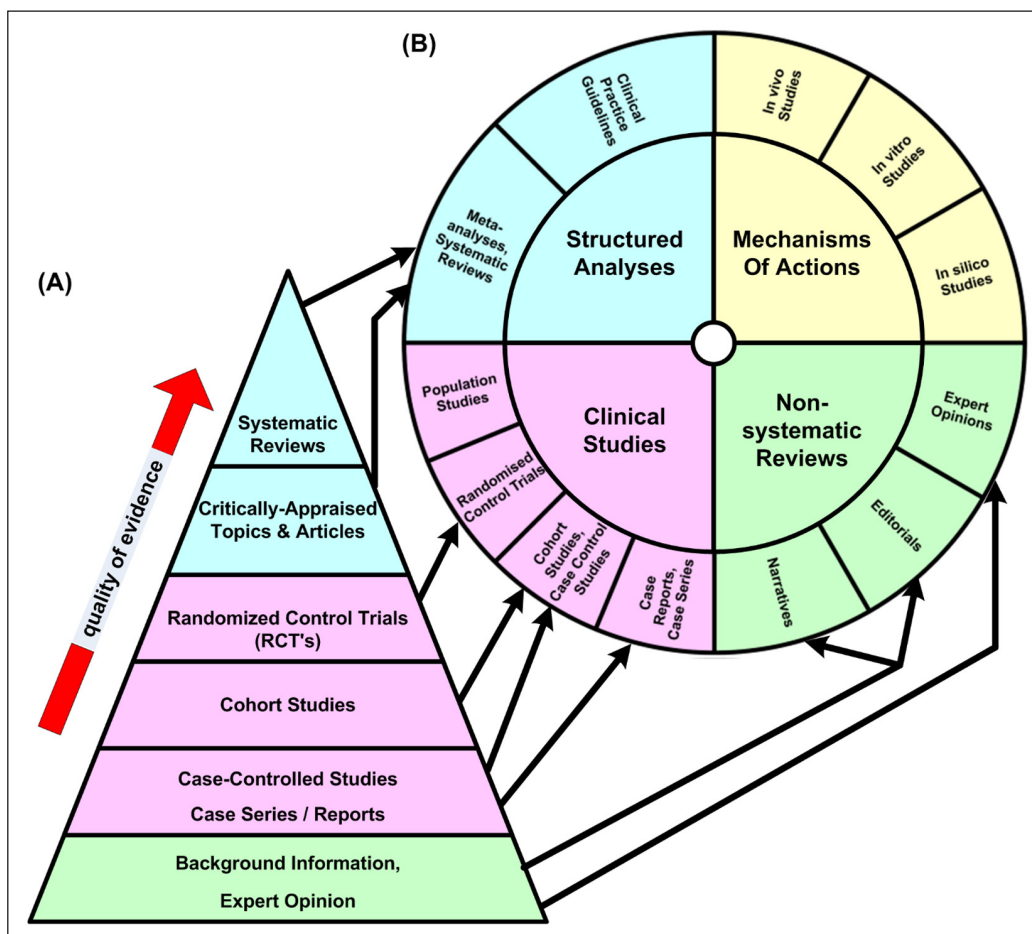 (A)
Systematic
Reviews
Critically-Appraised
Topics & Articles
Randomized Control Trials
(RCT's)
Cohort Studies
Case-Controlled Studies
Case Series / Reports
Background Information,
Expert Opinion
quality of evidence
(B)
Structured
Analyses
Mechanisms
Of Actions
Clinical
Studies
Non-
systematic
Reviews
Clinical
Practice
Guidelines
Meta-
analyses,
Systematic
Reviews
In vivo
Studies
In vitro
Studies
In silico
Studies
Population
Studies
Randomised
Control Trials
Cohort
Studies,
Case Control
Studies
Case
Reports,
Case Series
Narratives
Editorials
Expert
Opinions